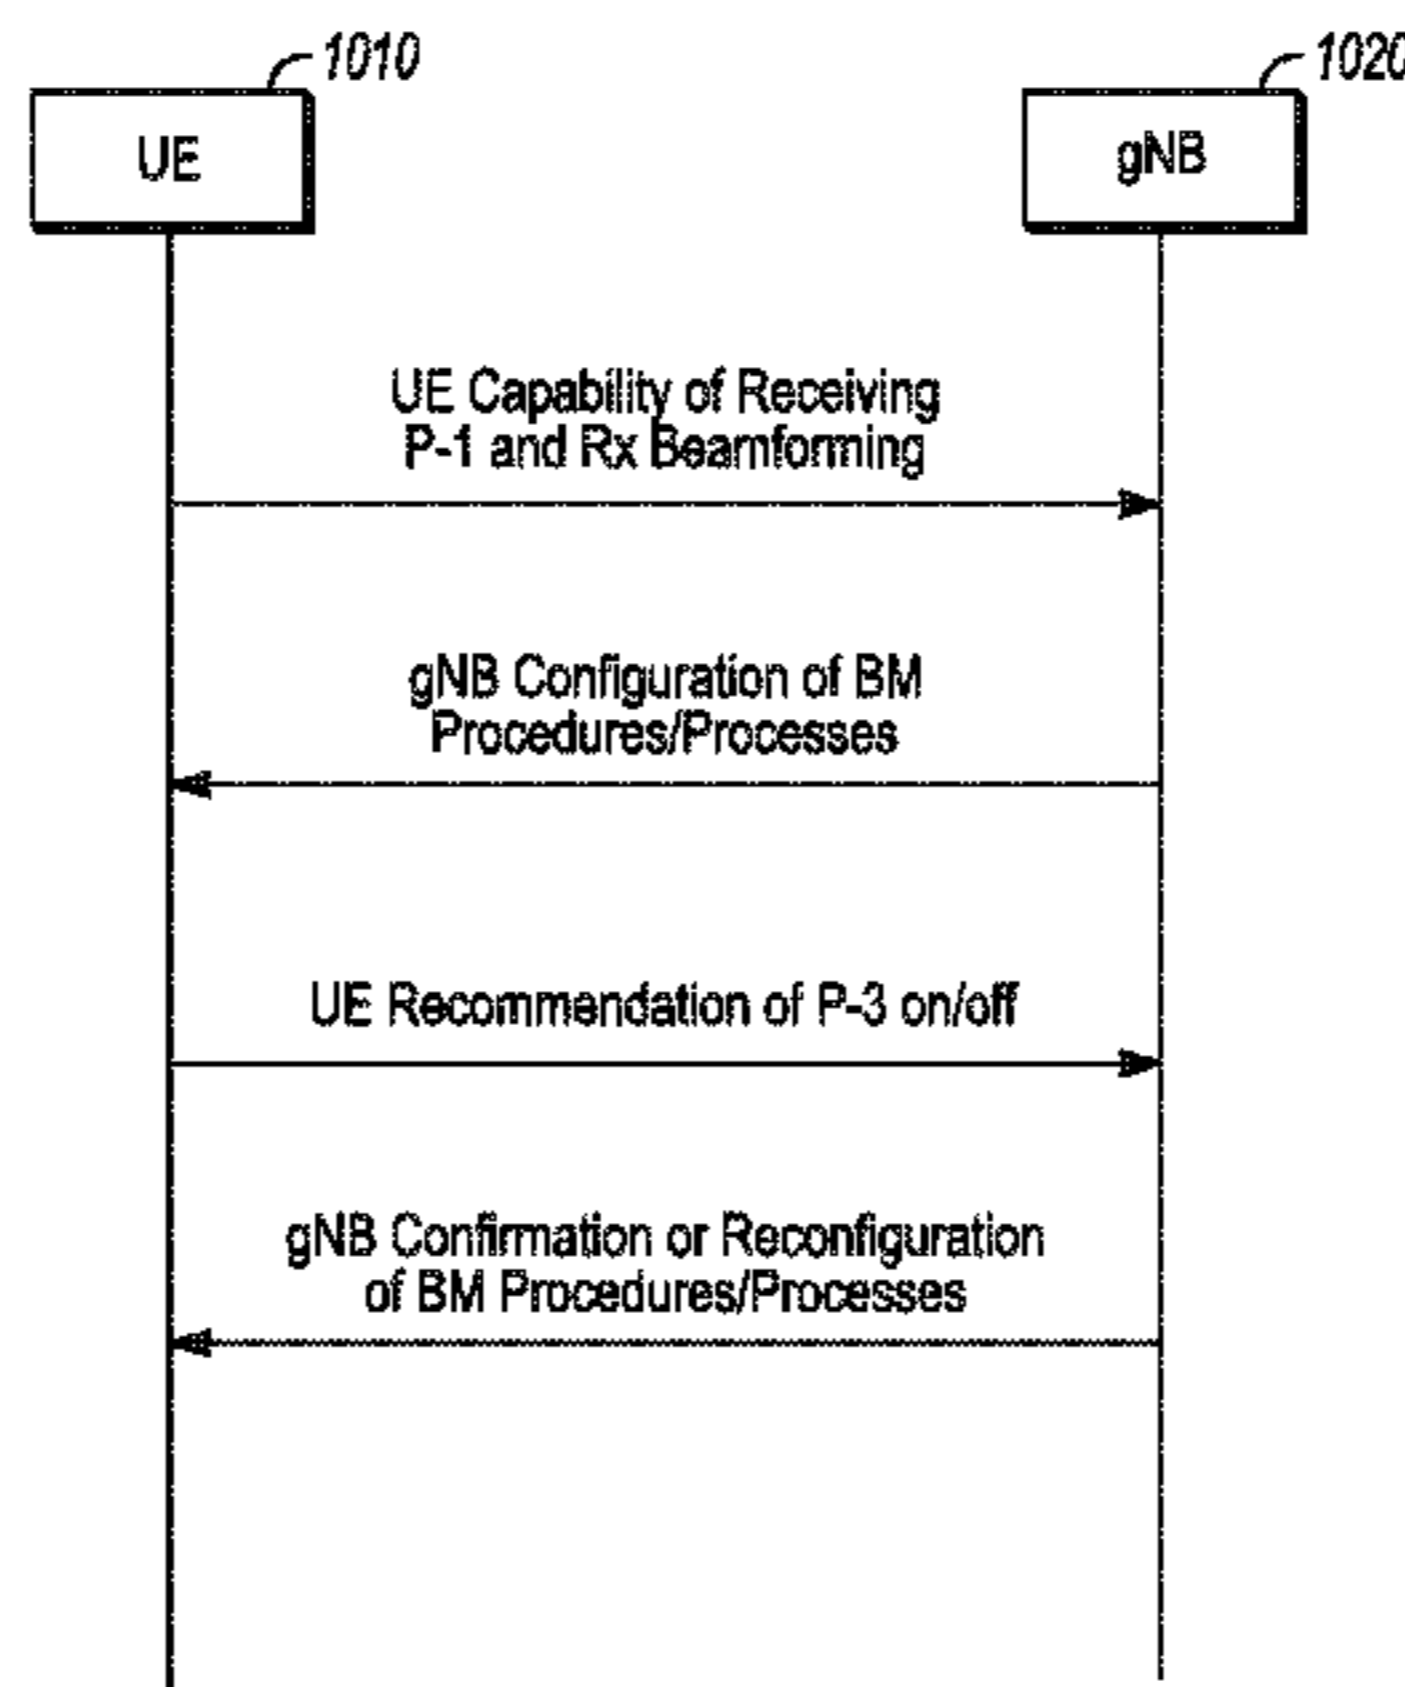 1010
1020
UE
gNB
UE Capability of Receiving
P-1 and Rx Beamforming
gNB Configuration of BM
Procedures/Processes
UE Recommendation of P-3 on/off
gNB Confirmation or Reconfiguration
of BM Procedures/Processes